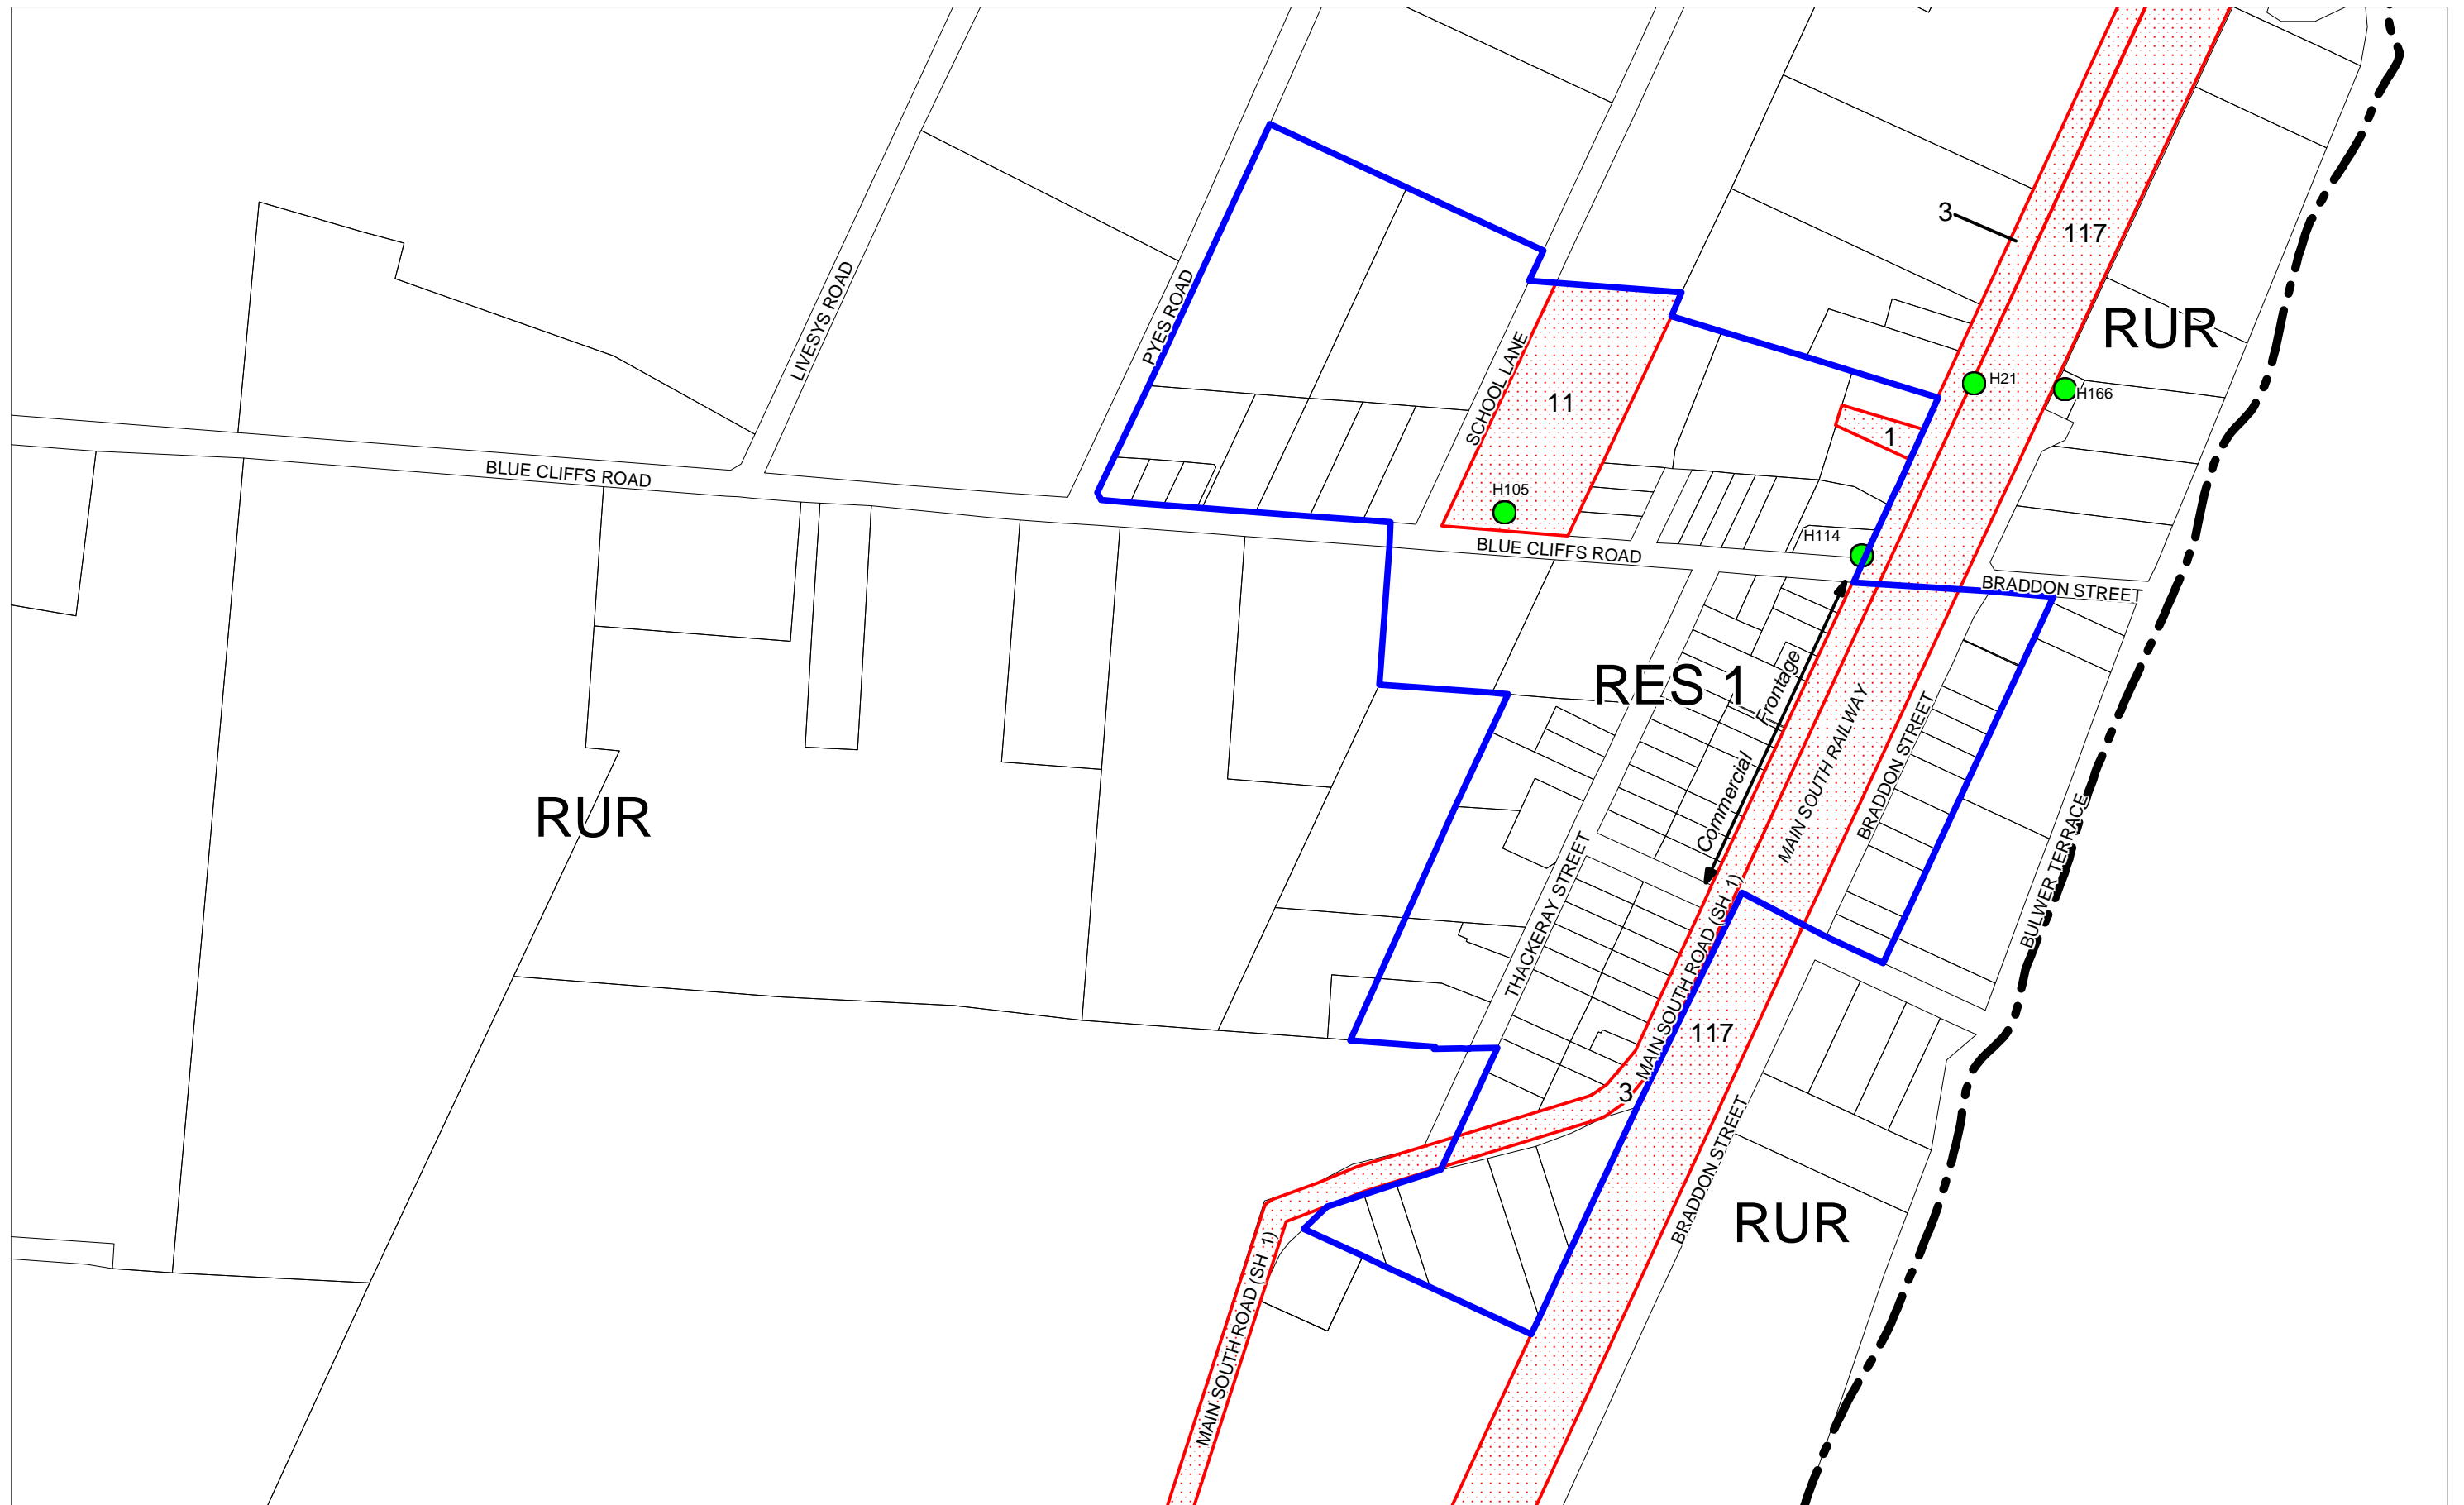 3
117
RUR
LIVESYS ROAD
PYES ROAD
SCHOOL LANE
11
H21
H166
1
BLUE CLIFFS ROAD
H105
H114
BLUE CLIFFS ROAD
BRADDON STREET
RES 1
Commercial Frontage
MAIN SOUTH RAILWAY
BRADDON STREET
RUR
BULWER TERRACE
THACKERAY STREET
MAIN SOUTH ROAD (SH 1)
117
3
BRADDON STREET
RUR
MAIN SOUTH ROAD (SH 1)